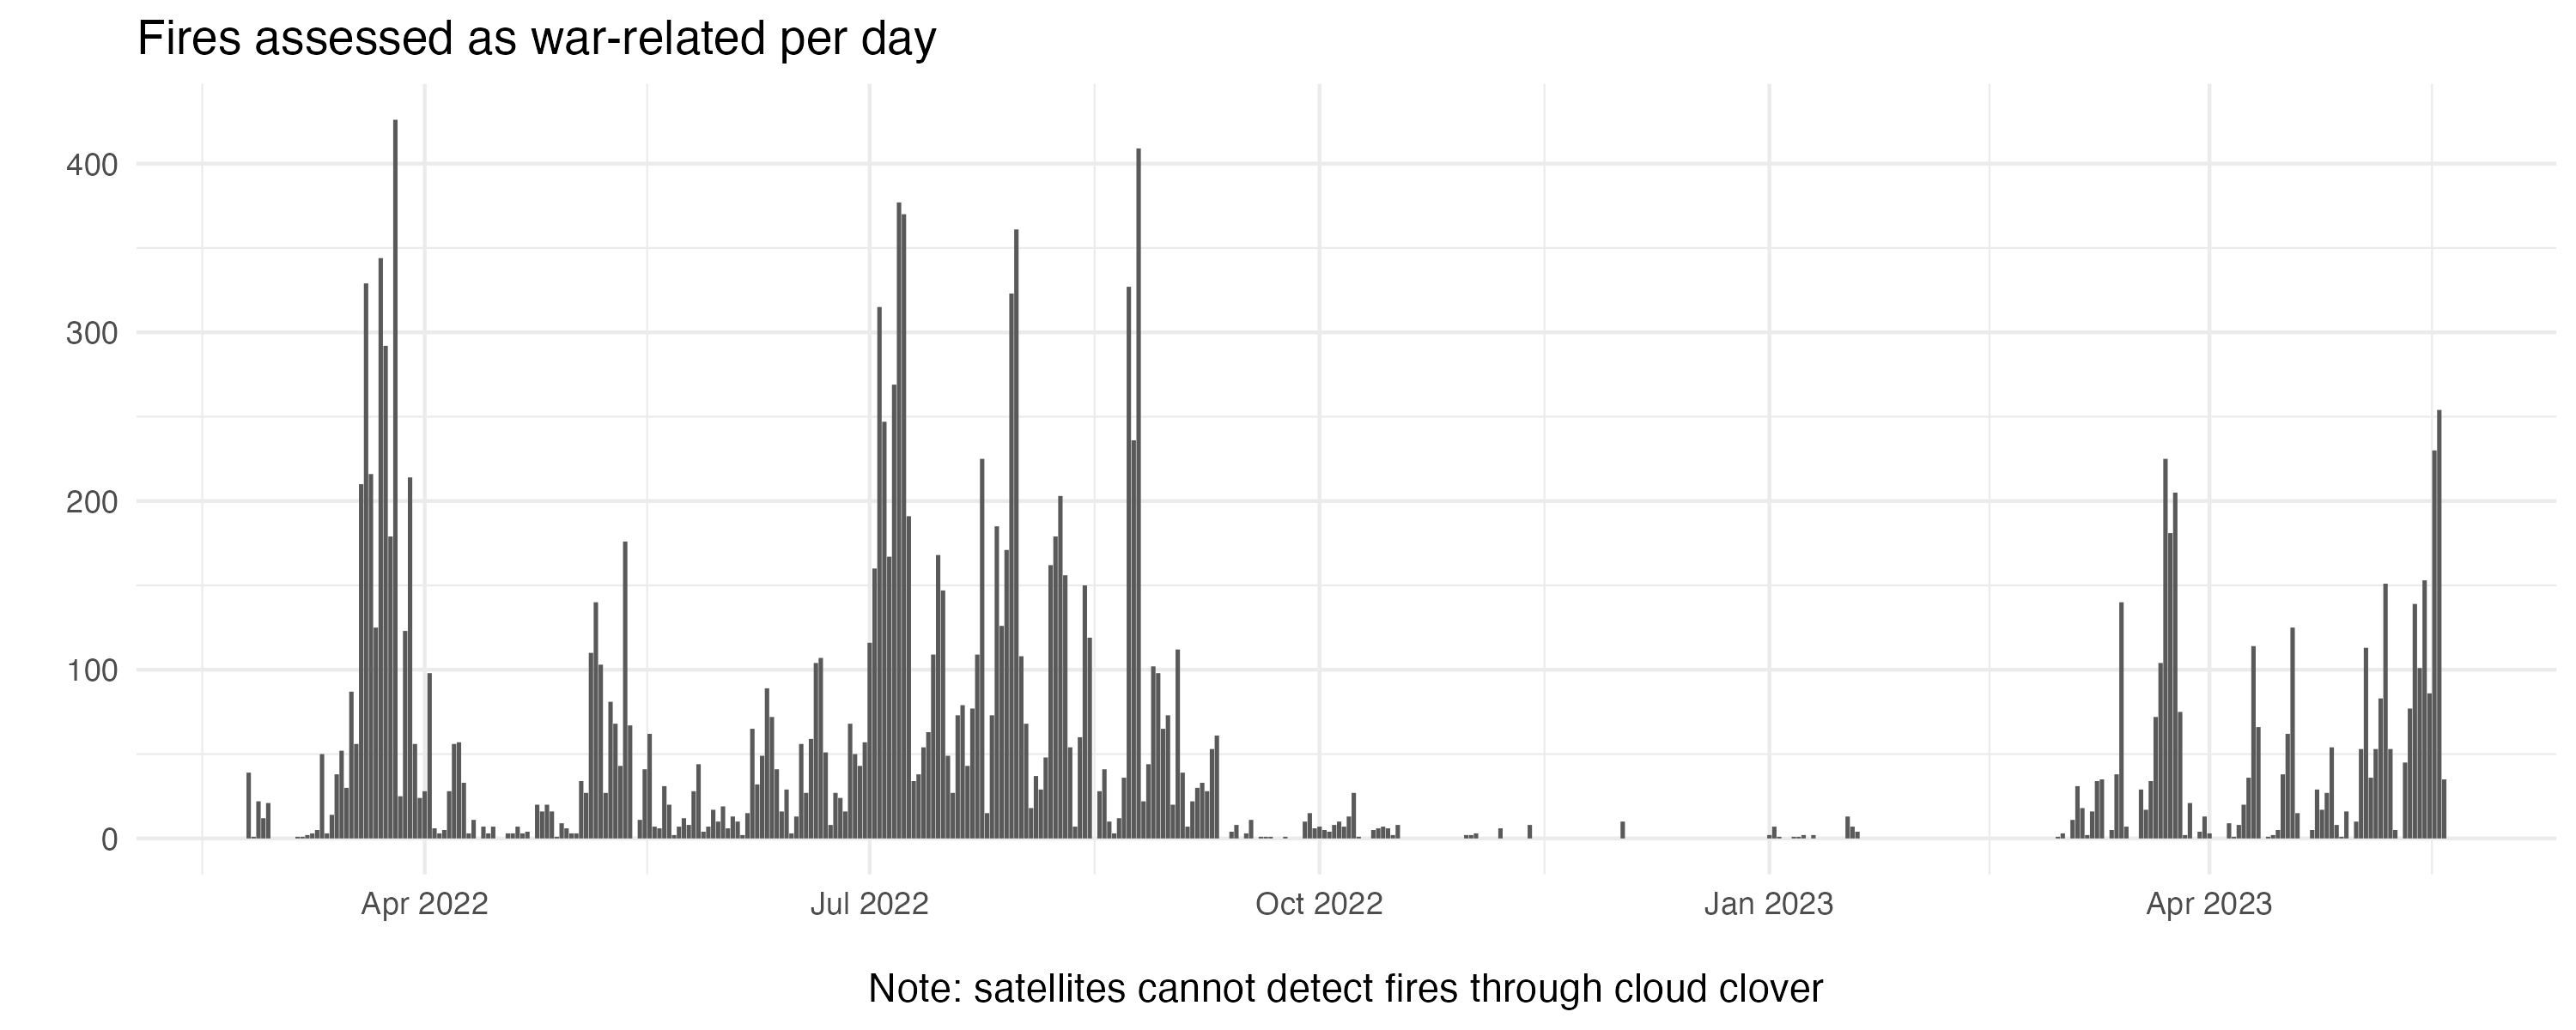 Fires assessed as war-related per day
400
300
200
100
0
Apr 2022 Jul 2022 Oct 2022 Jan 2023 Apr 2023
Note: satellites cannot detect fires through cloud clover